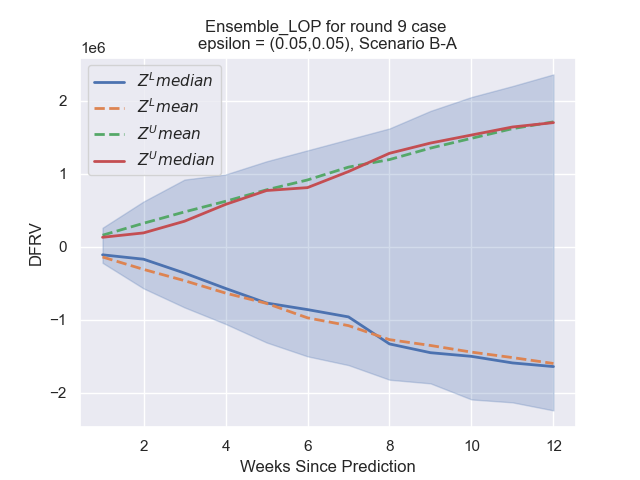 Ensemble_LOP for round 9 case
epsilon = (0.05,0.05), Scenario B-A
1e6
Z^L median
Z^L mean
Z^U mean
Z^U median
2
1
0
−1
−2
DFRV
2 4 6 8 10 12
Weeks Since Prediction